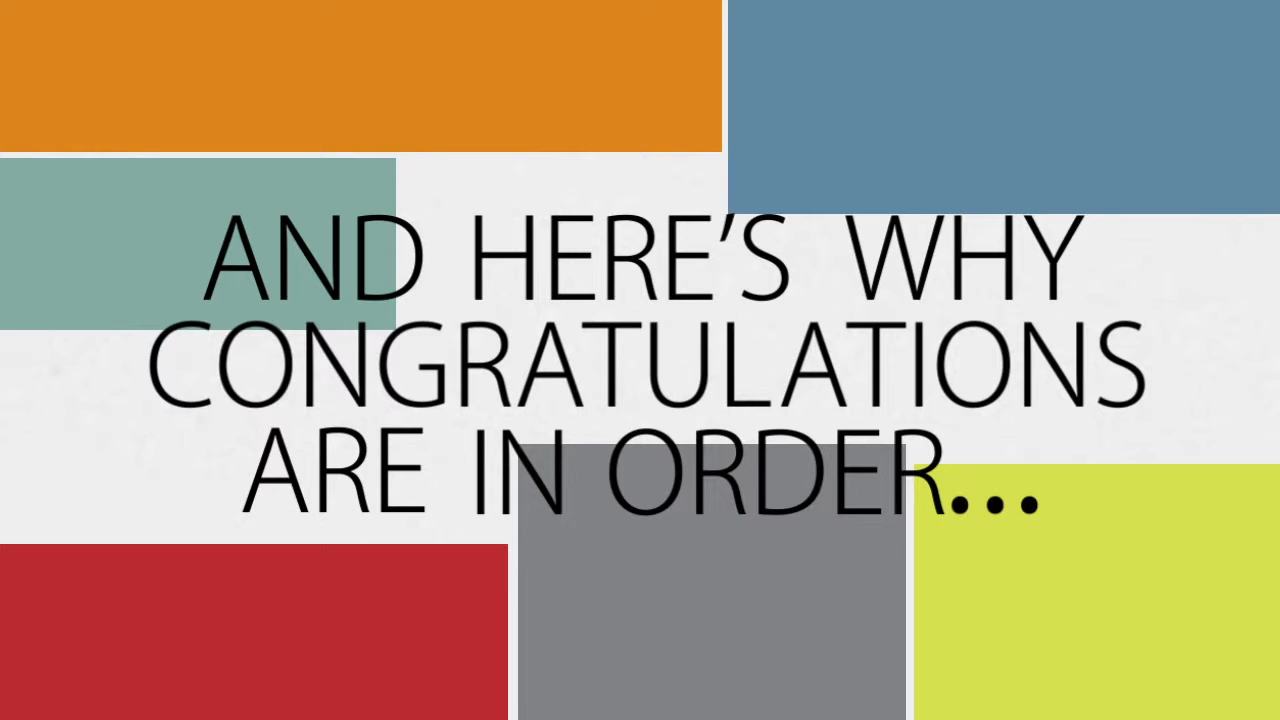 AND HERE’S WHY
CONGRATULATIONS
ARE IN ORDER...